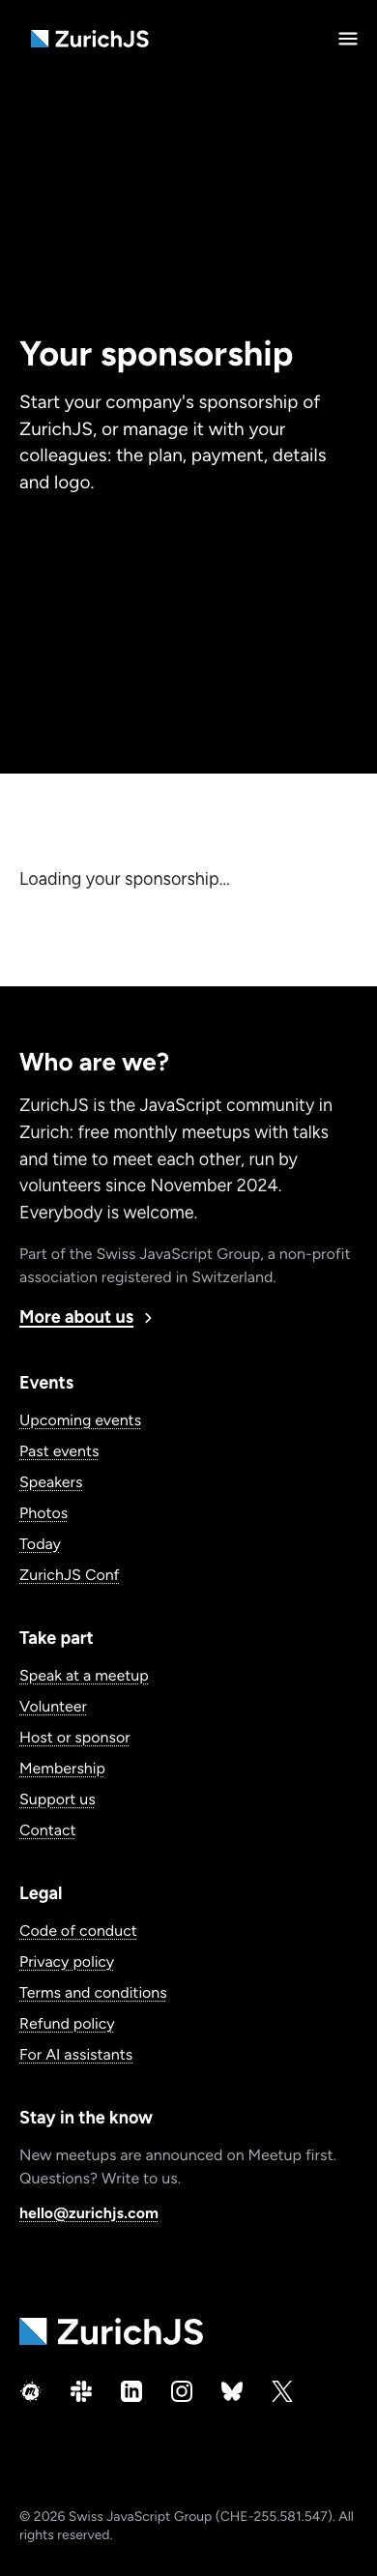 ZurichJS
Your sponsorship
Start your company's sponsorship of
ZurichJS, or manage it with your
colleagues: the plan, payment, details
and logo.
Loading your sponsorship...
Who are we?
ZurichJS is the JavaScript community in
Zurich: free monthly meetups with talks
and time to meet each other, run by
volunteers since November 2024.
Everybody is welcome.
Part of the Swiss JavaScript Group, a non-profit
association registered in Switzerland.
More about us
Events
Upcoming events
Past events
Speakers
Photos
Today
ZurichJS Conf
Take part
Speak at a meetup
Volunteer
Host or sponsor
Membership
Support us
Contact
Legal
Code of conduct
Privacy policy
Terms and conditions
Refund policy
For AI assistants
Stay in the know
New meetups are announced on Meetup first.
Questions? Write to us.
hello@zurichjs.com
ZurichJS
© 2026 Swiss JavaScript Group (CHE-255.581.547). All
rights reserved.